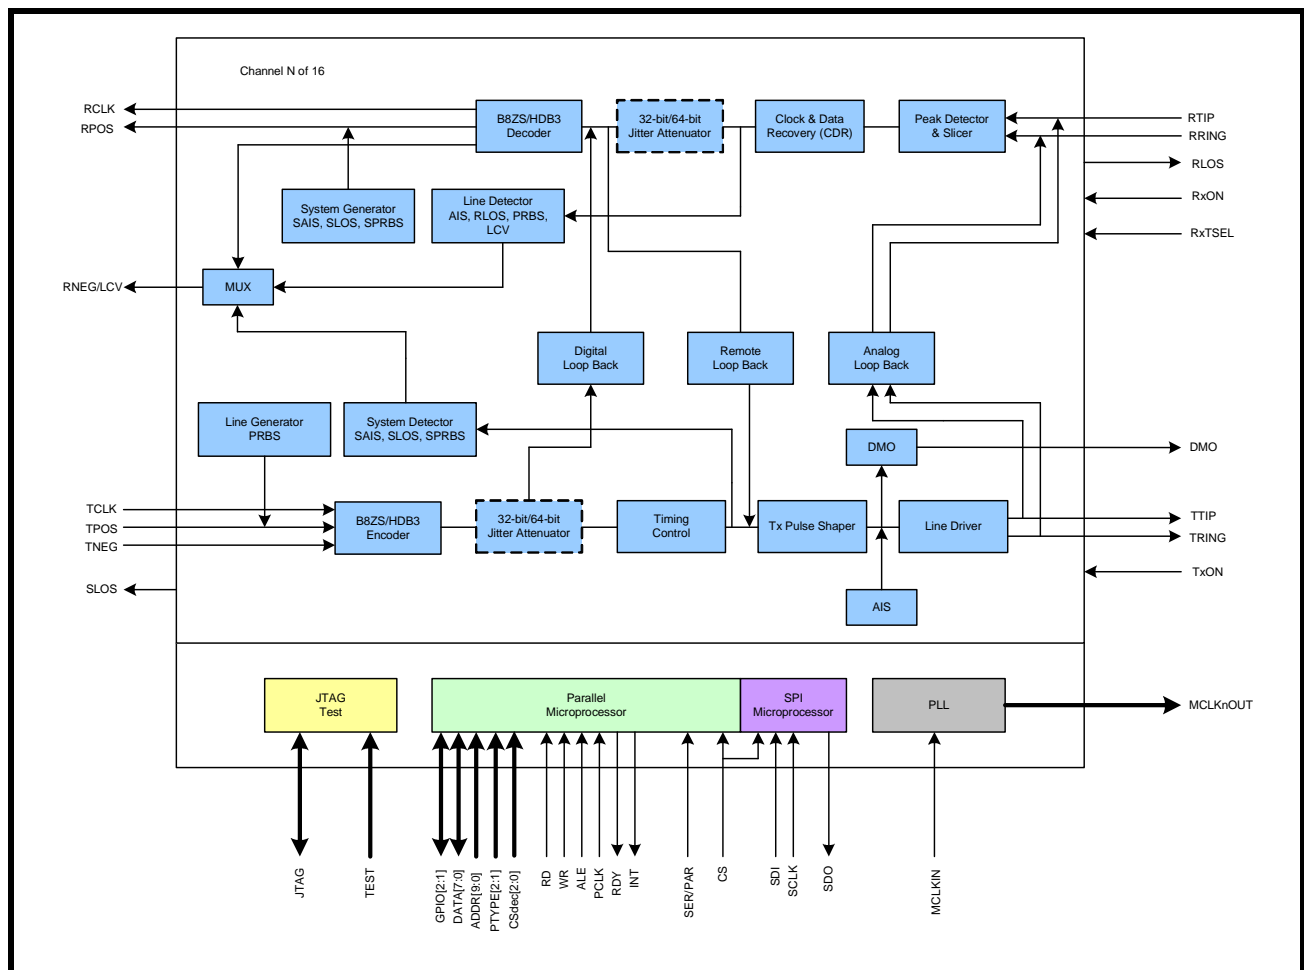 Channel N of 16
RCLK
RPOS
B8ZS/HDB3
Decoder
32-bit/64-bit
Jitter Attenuator
Clock & Data
Recovery (CDR)
Peak Detector
& Slicer
RTIP
RRING
RLOS
RxON
RxTSEL
System Generator
SAIS, SLOS, SPRBS
Line Detector
AIS, RLOS, PRBS,
LCV
RNEG/LCV
MUX
Digital
Loop Back
Remote
Loop Back
Analog
Loop Back
Line Generator
PRBS
System Detector
SAIS, SLOS, SPRBS
DMO
DMO
TCLK
TPOS
TNEG
B8ZS/HDB3
Encoder
32-bit/64-bit
Jitter Attenuator
Timing
Control
Tx Pulse Shaper
Line Driver
TTIP
TRING
TxON
SLOS
AIS
JTAG
Test
Parallel
Microprocessor
SPI
Microprocessor
PLL
MCLKnOUT
JTAG
TEST
GPIO[2:1]
DATA[7:0]
ADDR[9:0]
PTYPE[2:1]
CSdec[2:0]
RD
WR
ALE
PCLK
RDY
INT
SER/PAR
CS
SDI
SCLK
SDO
MCLKIN